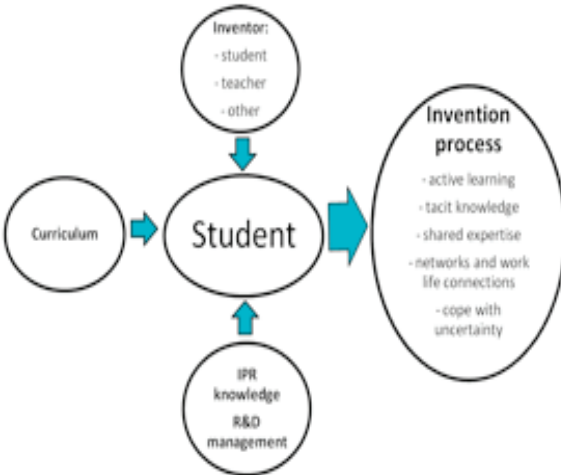 Inventor:
- student
- teacher
- other
Curriculum
Student
IPR
knowledge
R&D
management
Invention
process
- active learning
- tacit knowledge
- shared expertise
- networks and work
life connections
- cope with
uncertainty